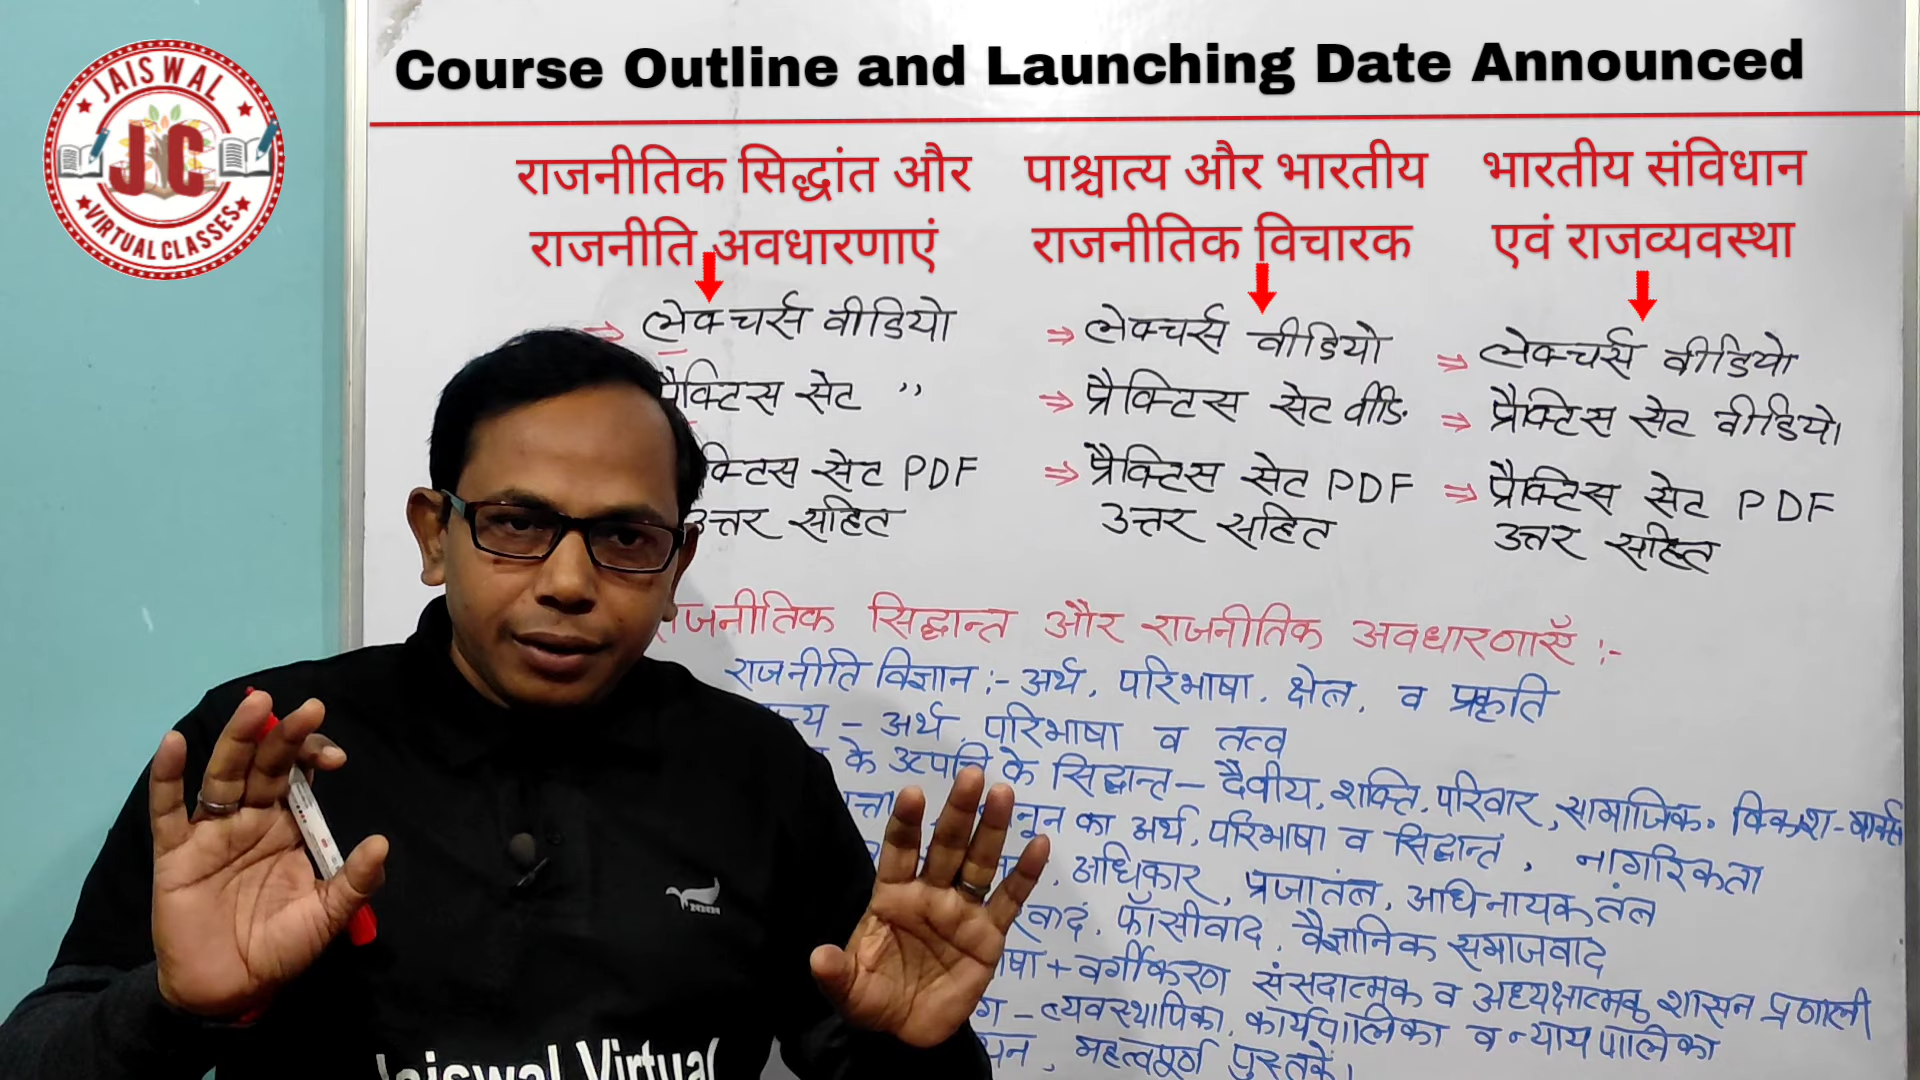 JAISWAL
JC
VIRTUAL CLASSES
Course Outline and Launching Date Announced
राजनीतिक सिद्धांत और
राजनीति अवधारणाएं
पाश्चात्य और भारतीय
राजनीतिक विचारक
भारतीय संविधान
एवं राजव्यवस्था
⇒ लेक्चर्स वीडियो
प्रैक्टिस सेट ,,
सेट PDF
उत्तर सहित
⇒ लेक्चर्स वीडियो
⇒ प्रैक्टिस सेट वीडि.
⇒ प्रैक्टिस सेट PDF
उत्तर सहित
⇒ लेक्चर्स वीडियो
⇒ प्रैक्टिस सेट वीडियो
⇒ प्रैक्टिस सेट PDF
उत्तर सहित
राजनीतिक सिद्धान्त और राजनीतिक अवधारणाएँ :-
राजनीति विज्ञान :- अर्थ, परिभाषा, क्षेत्र, व प्रकृति
– अर्थ, परिभाषा व तत्व
के उत्पत्ति के सिद्धान्त – दैवीय, शक्ति, परिवार, सामाजिक.
का अर्थ, परिभाषा व सिद्धान्त, नागरिकता
अधिकार, प्रजातंत्र, अधिनायक तंत्र
फॉसीवाद, वैज्ञानिक समाजवाद
+ वर्गीकरण संसदात्मक व अध्यक्षात्मक शासन प्रणाली
– व्यवस्थापिका, कार्यपालिका व न्यायपालिका
महत्वपूर्ण पुस्तकें।
Jaiswal Virtual